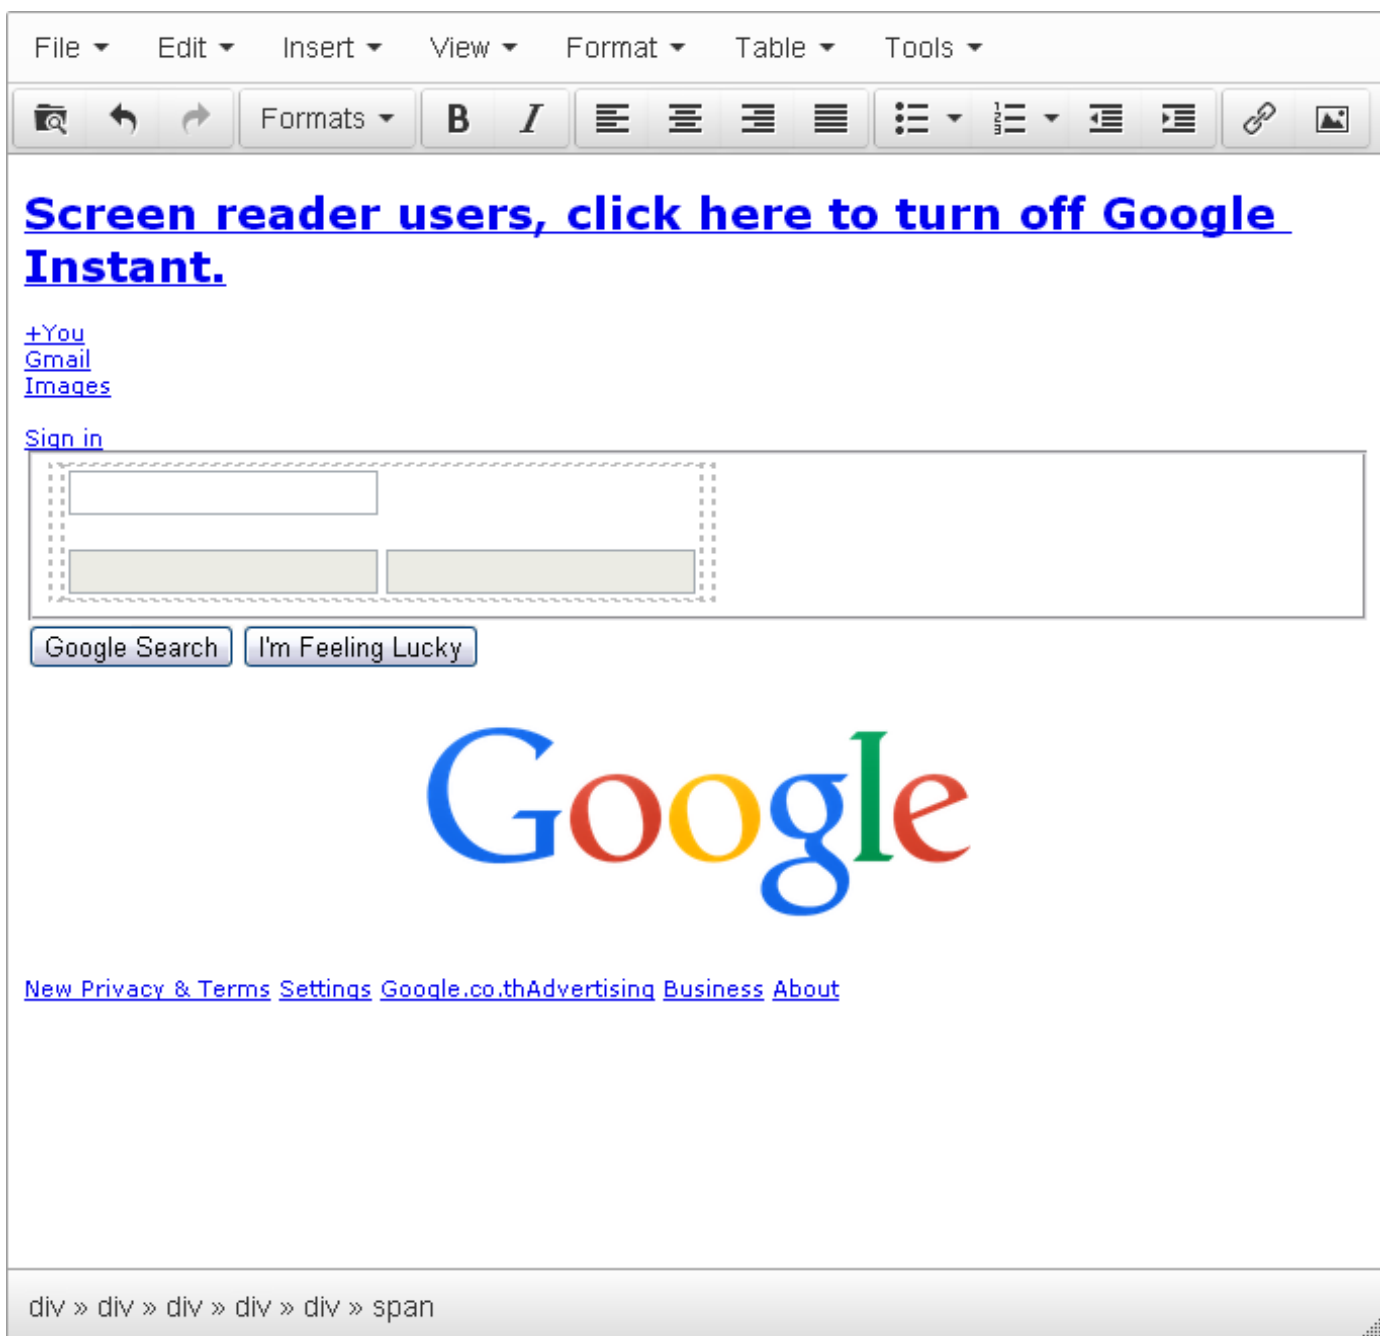 File Edit Insert View Format Table Tools
Formats B I
Screen reader users, click here to turn off Google
Instant.
+You
Gmail
Images
Sign in
Google Search I'm Feeling Lucky
Google
New Privacy & Terms Settings Google.co.thAdvertising Business About
div » div » div » div » div » span